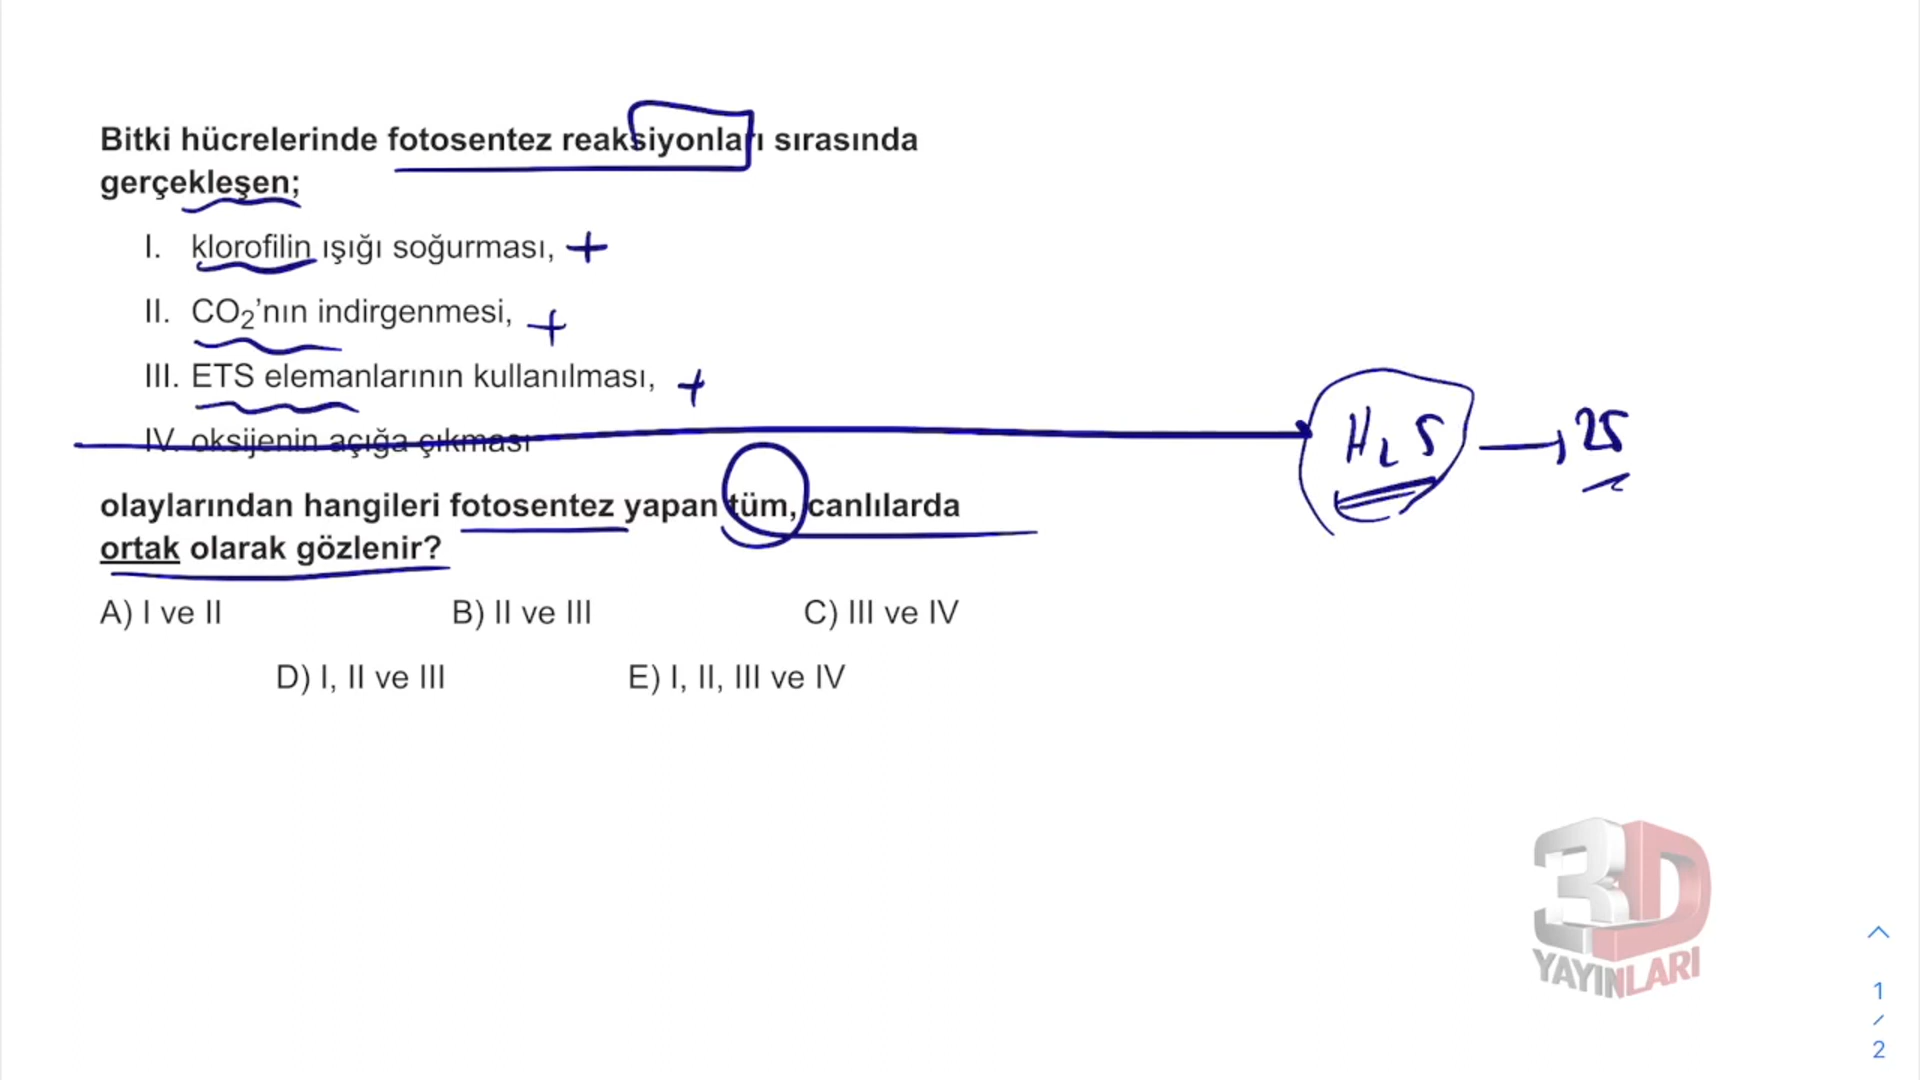 Bitki hücrelerinde fotosentez reaksiyonları sırasında
gerçekleşen;
I. klorofilin ışığı soğurması, +
II. CO₂'nın indirgenmesi, +
III. ETS elemanlarının kullanılması, +
IV. oksijenin açığa çıkması
H₂S → 2S
olaylarından hangileri fotosentez yapan tüm canlılarda
ortak olarak gözlenir?
A) I ve II B) II ve III C) III ve IV
D) I, II ve III E) I, II, III ve IV
3D
YAYINLARI
1
/
2